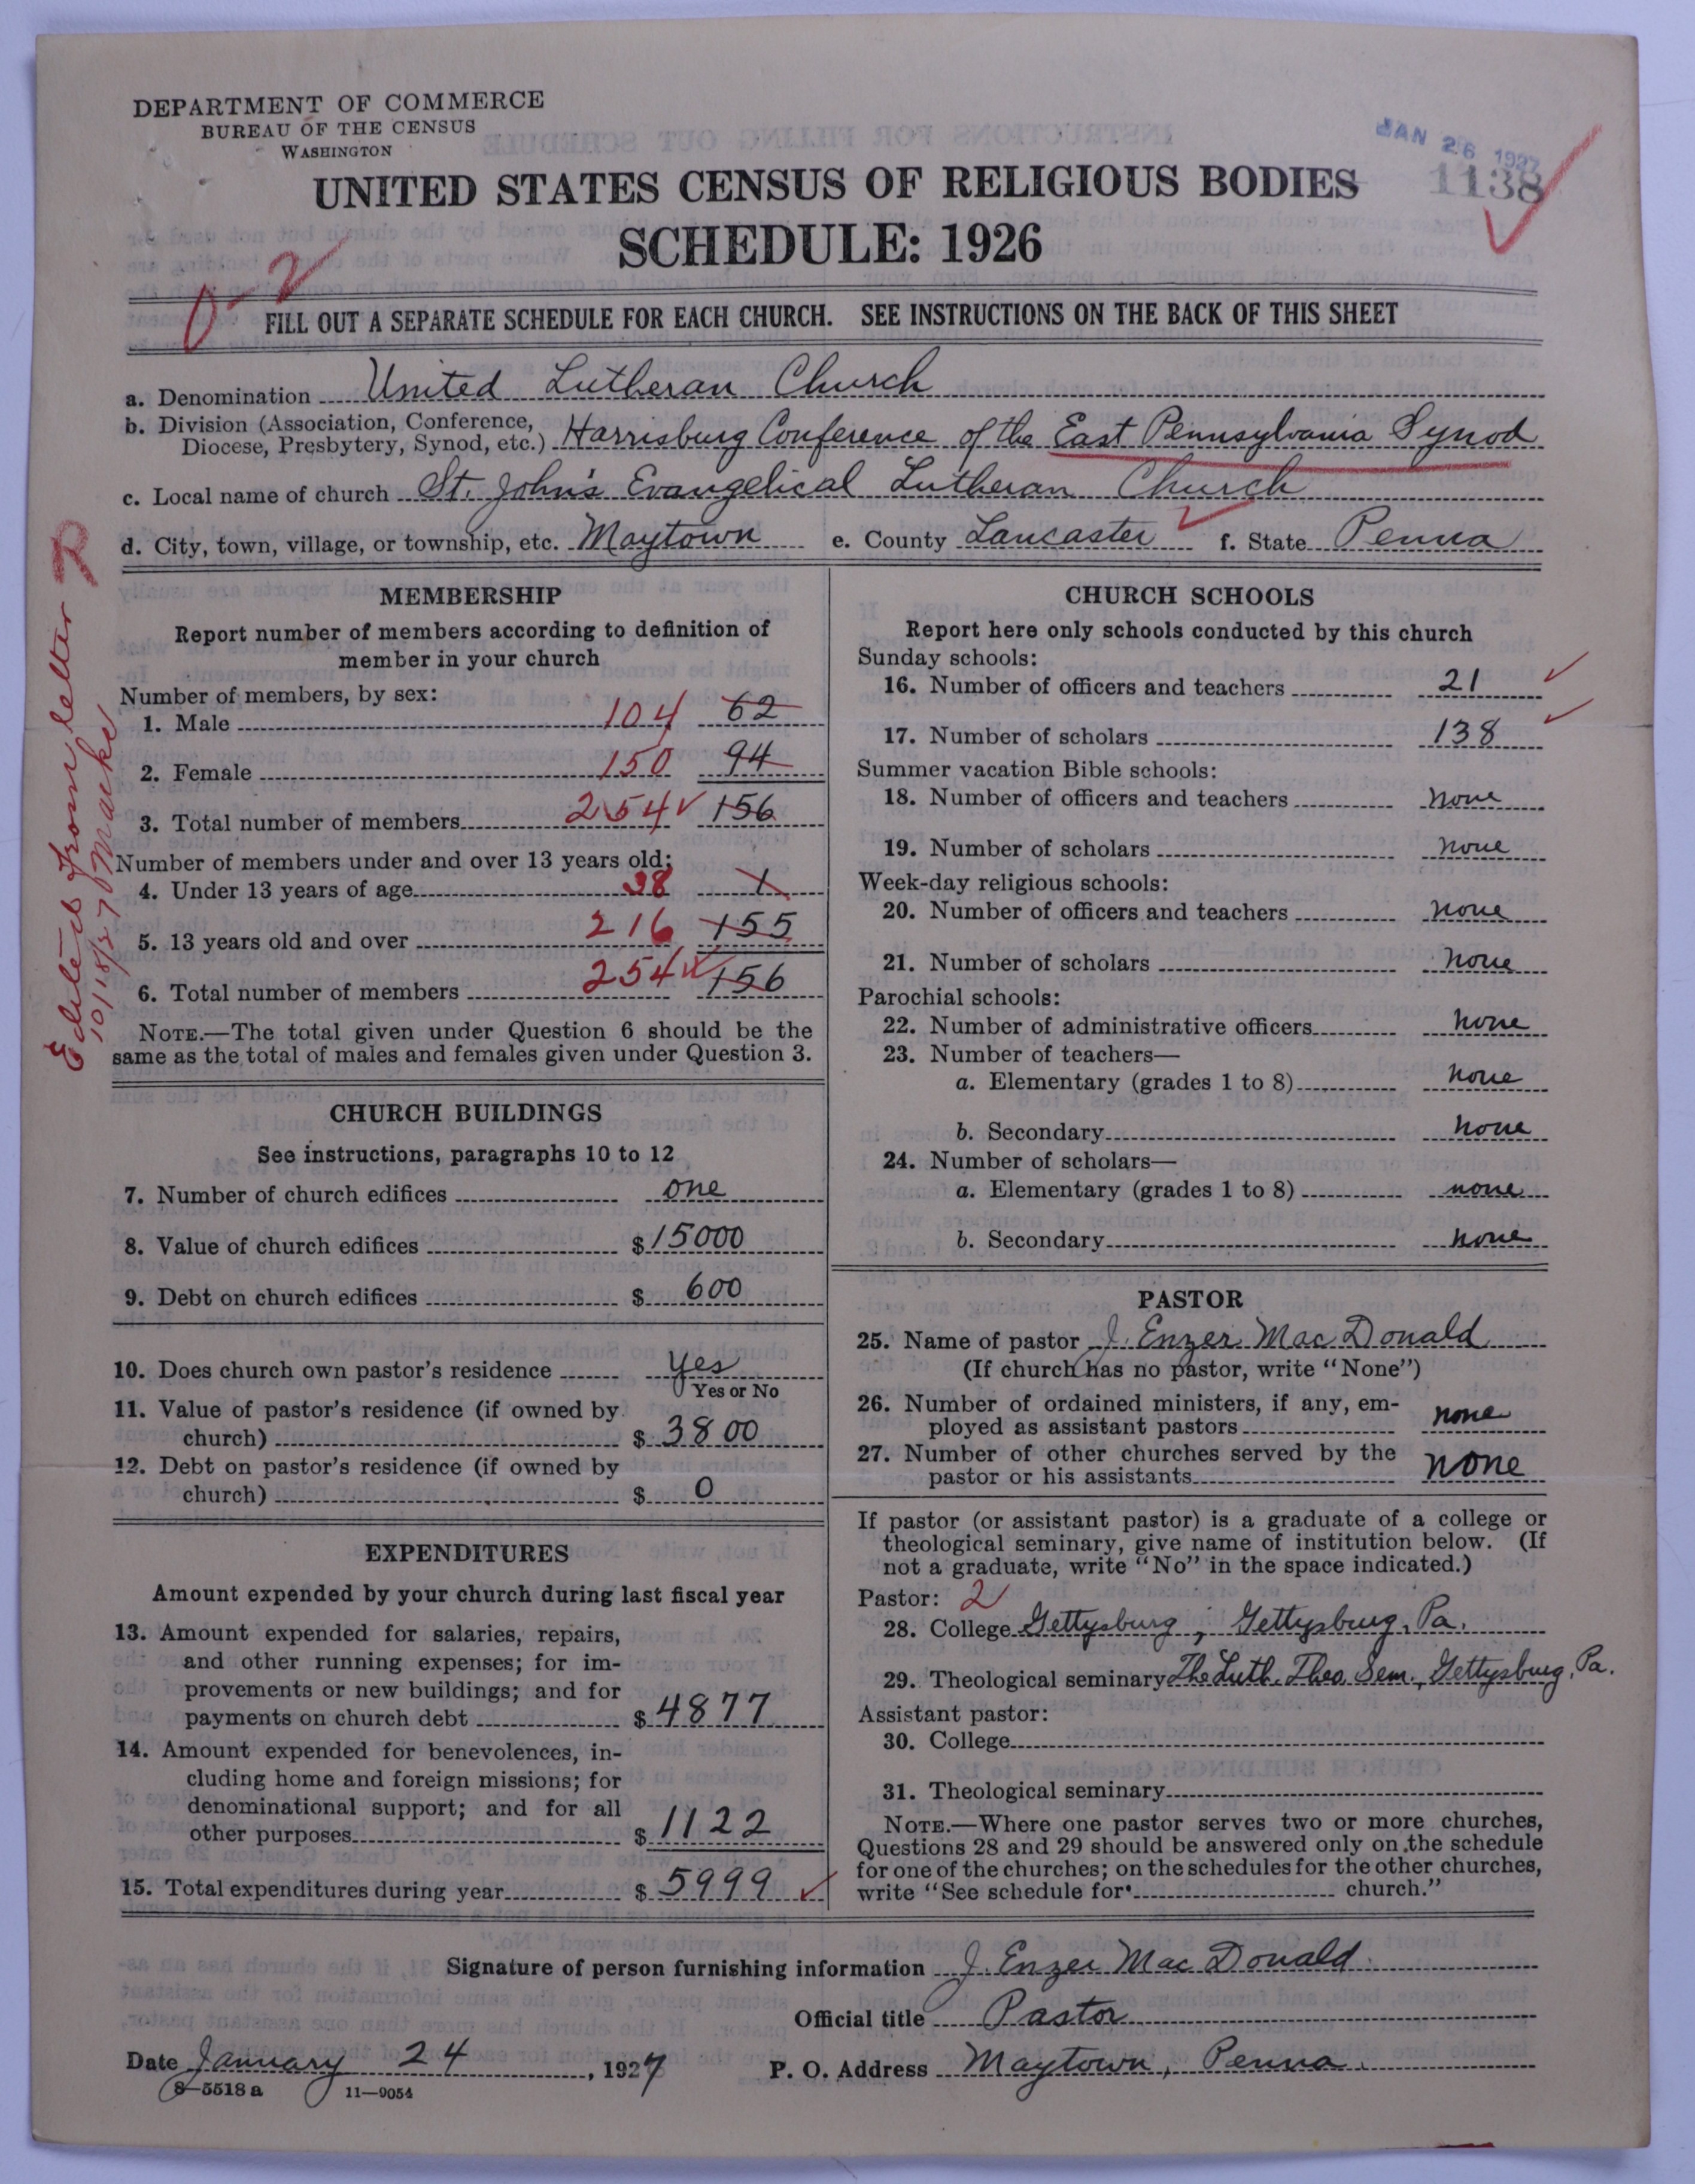 DEPARTMENT OF COMMERCE
BUREAU OF THE CENSUS
WASHINGTON
JAN 26 1927
1138
UNITED STATES CENSUS OF RELIGIOUS BODIES
SCHEDULE: 1926
0-2
FILL OUT A SEPARATE SCHEDULE FOR EACH CHURCH. SEE INSTRUCTIONS ON THE BACK OF THIS SHEET
a. Denomination United Lutheran Church
b. Division (Association, Conference,
Diocese, Presbytery, Synod, etc.) Harrisburg Conference of the East Pennsylvania Synod
c. Local name of church St. John's Evangelical Lutheran Church
d. City, town, village, or township, etc. Maytown e. County Lancaster f. State Penna
Edited from letter
10/18/27
MEMBERSHIP
Report number of members according to definition of
member in your church
Number of members, by sex:
1. Male 104 62
2. Female 150 94
3. Total number of members 254 156
Number of members under and over 13 years old:
4. Under 13 years of age 38 1
5. 13 years old and over 216 155
6. Total number of members 254 156
NOTE.—The total given under Question 6 should be the
same as the total of males and females given under Question 3.
CHURCH BUILDINGS
See instructions, paragraphs 10 to 12
7. Number of church edifices one
8. Value of church edifices $15000
9. Debt on church edifices $600
10. Does church own pastor's residence yes
Yes or No
11. Value of pastor's residence (if owned by
church) $3800
12. Debt on pastor's residence (if owned by
church) $0
EXPENDITURES
Amount expended by your church during last fiscal year
13. Amount expended for salaries, repairs,
and other running expenses; for im-
provements or new buildings; and for
payments on church debt $4877
14. Amount expended for benevolences, in-
cluding home and foreign missions; for
denominational support; and for all
other purposes $1122
15. Total expenditures during year $5999
CHURCH SCHOOLS
Report here only schools conducted by this church
Sunday schools:
16. Number of officers and teachers 21
17. Number of scholars 138
Summer vacation Bible schools:
18. Number of officers and teachers none
19. Number of scholars none
Week-day religious schools:
20. Number of officers and teachers none
21. Number of scholars none
Parochial schools:
22. Number of administrative officers none
23. Number of teachers—
a. Elementary (grades 1 to 8) none
b. Secondary none
24. Number of scholars—
a. Elementary (grades 1 to 8) none
b. Secondary none
PASTOR
25. Name of pastor J. Enzer Mac Donald
(If church has no pastor, write "None")
26. Number of ordained ministers, if any, em-
ployed as assistant pastors none
27. Number of other churches served by the
pastor or his assistants none
If pastor (or assistant pastor) is a graduate of a college or
theological seminary, give name of institution below. (If
not a graduate, write "No" in the space indicated.)
Pastor: 2
28. College Gettysburg; Gettysburg, Pa.
29. Theological seminary The Luth. Theo. Sem., Gettysburg, Pa.
Assistant pastor:
30. College
31. Theological seminary
NOTE.—Where one pastor serves two or more churches,
Questions 28 and 29 should be answered only on the schedule
for one of the churches; on the schedules for the other churches,
write "See schedule for church."
Signature of person furnishing information J. Enzer Mac Donald
Official title Pastor
Date January 24, 1927 P. O. Address Maytown, Penna.
8-5518a 11-9054